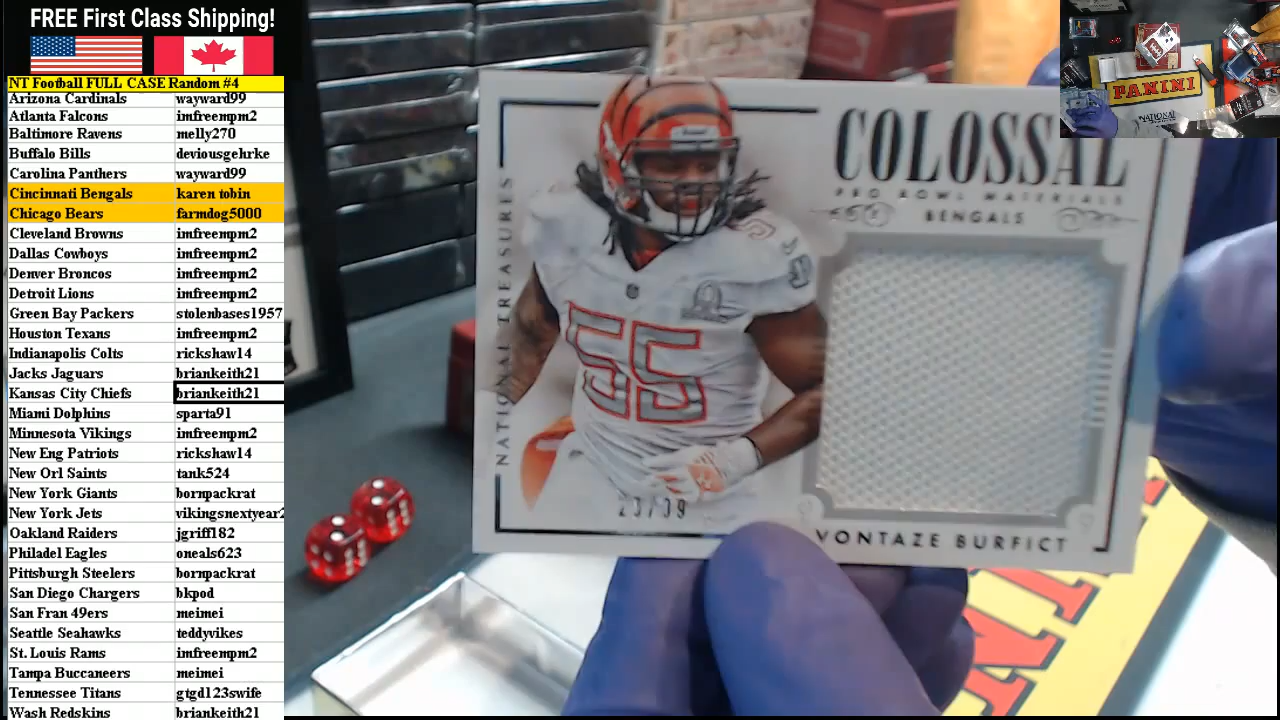 FREE First Class Shipping!
NT Football FULL CASE Random #4
Arizona Cardinals wayward99
Atlanta Falcons imfreempm2
Baltimore Ravens melly270
Buffalo Bills deviousgehrke
Carolina Panthers wayward99
Cincinnati Bengals karen tobin
Chicago Bears farmdog5000
Cleveland Browns imfreempm2
Dallas Cowboys imfreempm2
Denver Broncos imfreempm2
Detroit Lions imfreempm2
Green Bay Packers stolenbases1957
Houston Texans imfreempm2
Indianapolis Colts rickshaw14
Jacks Jaguars briankeith21
Kansas City Chiefs briankeith21
Miami Dolphins sparta91
Minnesota Vikings imfreempm2
New Eng Patriots rickshaw14
New Orl Saints tank524
New York Giants bornpackrat
New York Jets vikingsnextyear2
Oakland Raiders jgriff182
Philadel Eagles oneals623
Pittsburgh Steelers bornpackrat
San Diego Chargers bkpod
San Fran 49ers meimei
Seattle Seahawks teddyvikes
St. Louis Rams imfreempm2
Tampa Buccaneers meimei
Tennessee Titans gtgd123swife
Wash Redskins briankeith21
COLOSSAL
PRO BOWL MATERIALS
BENGALS
NATIONAL TREASURES
55
VONTAZE BURFICT
PANINI
NATIONAL